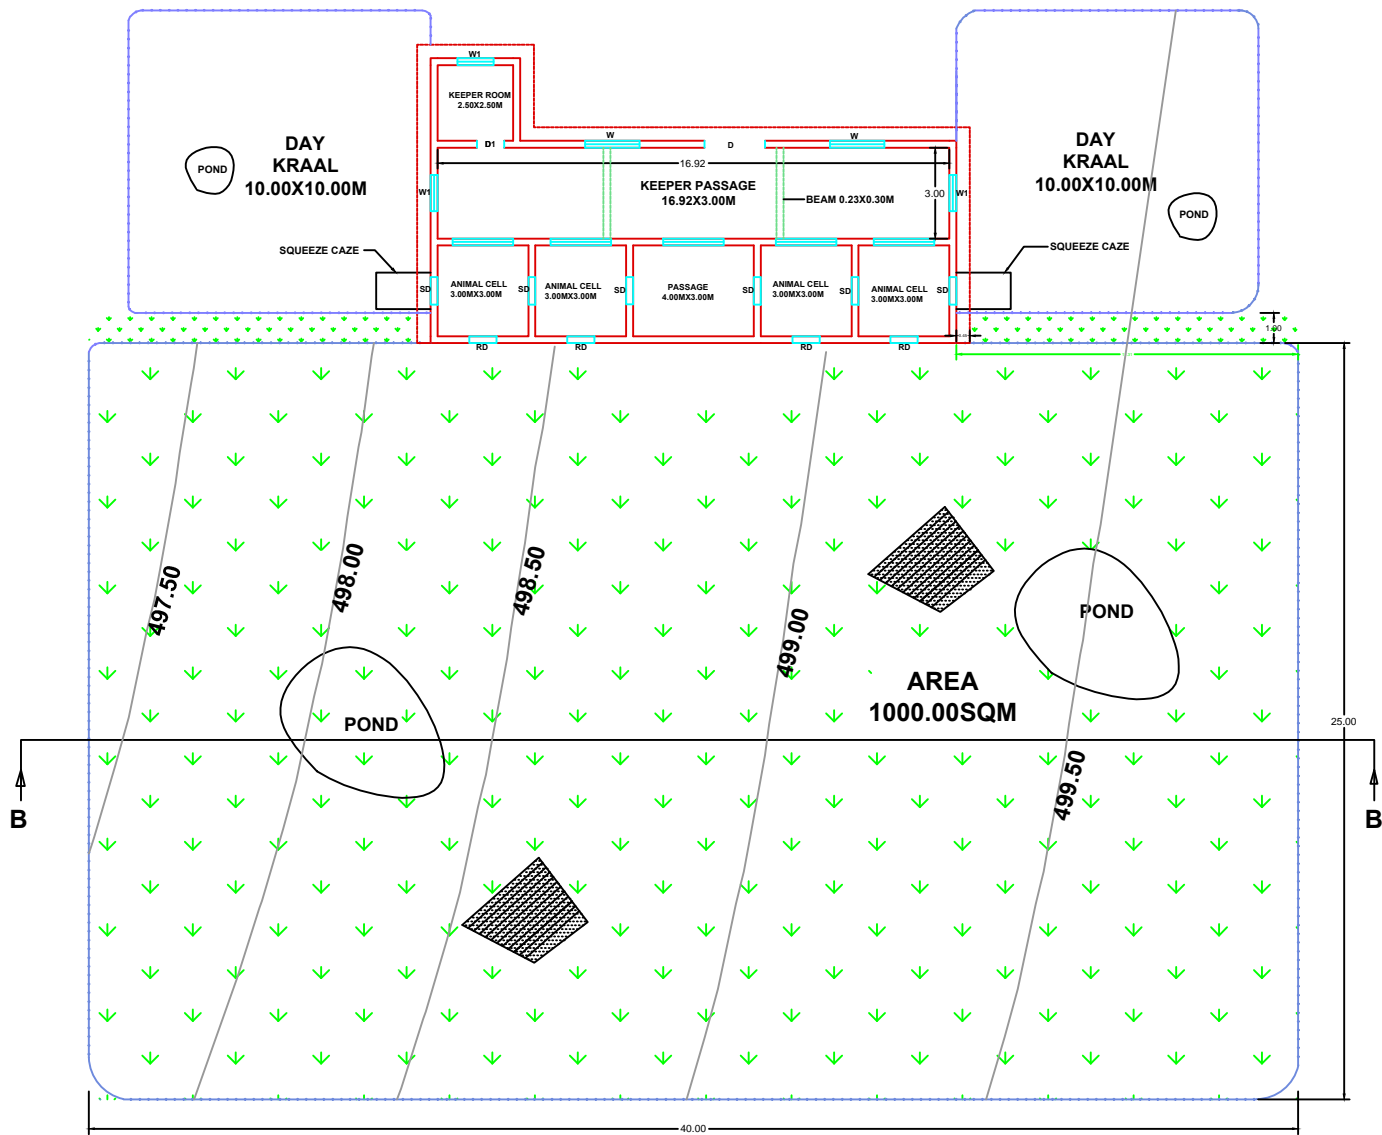 W1
KEEPER ROOM
2.50X2.50M
DAY
KRAAL
10.00X10.00M
POND
D1
W
D
W
DAY
KRAAL
10.00X10.00M
POND
16.92
W1
KEEPER PASSAGE
16.92X3.00M
BEAM 0.23X0.30M
3.00
W1
SQUEEZE CAZE
SQUEEZE CAZE
SD
ANIMAL CELL
3.00MX3.00M
SD
ANIMAL CELL
3.00MX3.00M
SD
PASSAGE
4.00MX3.00M
SD
ANIMAL CELL
3.00MX3.00M
SD
ANIMAL CELL
3.00MX3.00M
SD
RD
RD
RD
RD
1.00
497.50
498.00
498.50
499.00
499.50
POND
POND
AREA
1000.00SQM
25.00
B
B
40.00